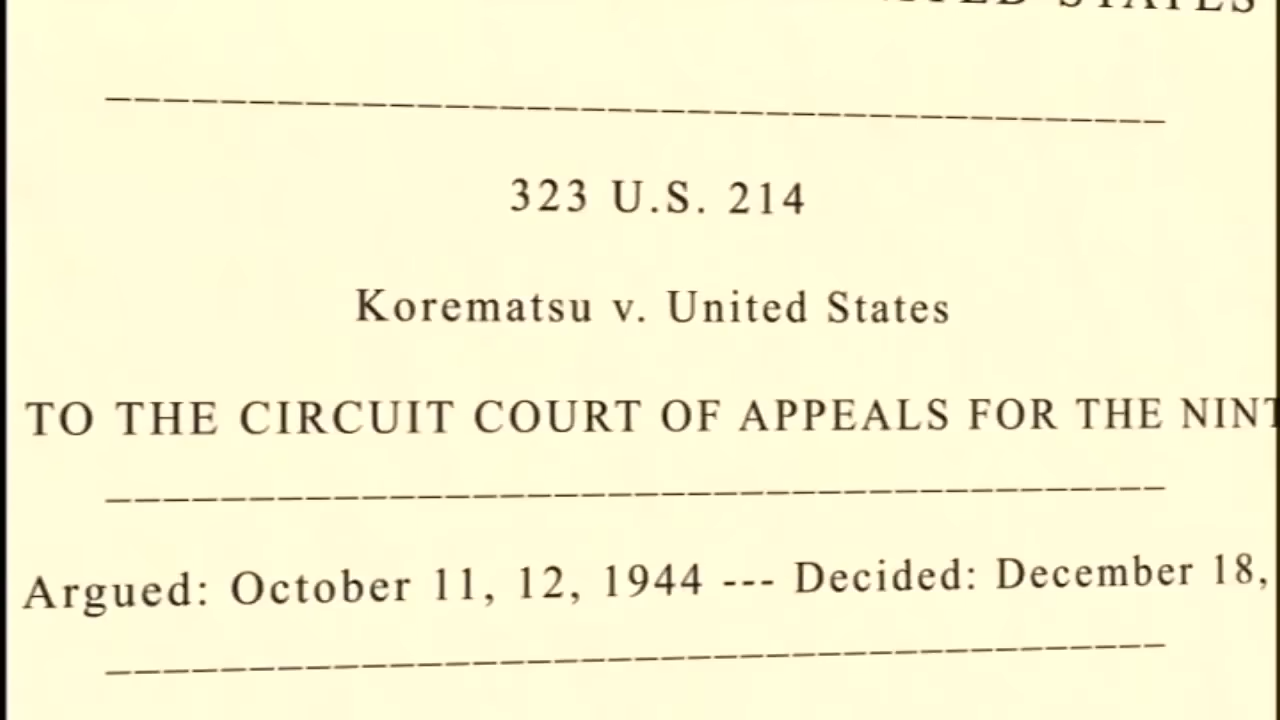 STATES
323 U.S. 214
Korematsu v. United States
TO THE CIRCUIT COURT OF APPEALS FOR THE
Argued: October 11, 12, 1944 --- Decided: December 18,